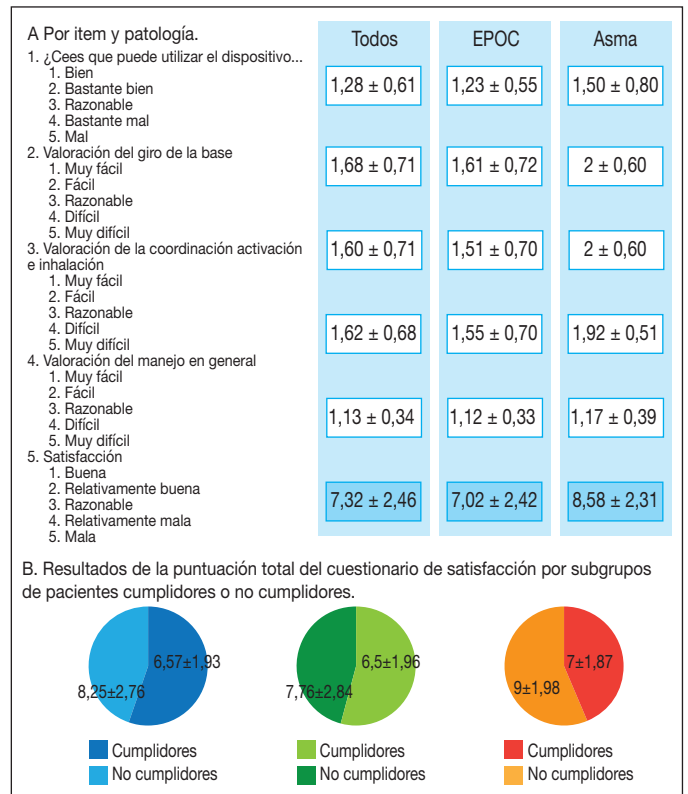 A Por item y patología.
Todos EPOC Asma
1. ¿Cees que puede utilizar el dispositivo...
1. Bien
2. Bastante bien
3. Razonable
4. Bastante mal
5. Mal
1,28 ± 0,61 1,23 ± 0,55 1,50 ± 0,80
2. Valoración del giro de la base
1. Muy fácil
2. Fácil
3. Razonable
4. Difícil
5. Muy difícil
1,68 ± 0,71 1,61 ± 0,72 2 ± 0,60
3. Valoración de la coordinación activación
e inhalación
1. Muy fácil
2. Fácil
3. Razonable
4. Difícil
5. Muy difícil
1,60 ± 0,71 1,51 ± 0,70 2 ± 0,60
4. Valoración del manejo en general
1. Muy fácil
2. Fácil
3. Razonable
4. Difícil
5. Muy difícil
1,62 ± 0,68 1,55 ± 0,70 1,92 ± 0,51
5. Satisfacción
1. Buena
2. Relativamente buena
3. Razonable
4. Relativamente mala
5. Mala
1,13 ± 0,34 1,12 ± 0,33 1,17 ± 0,39
7,32 ± 2,46 7,02 ± 2,42 8,58 ± 2,31
B. Resultados de la puntuación total del cuestionario de satisfacción por subgrupos
de pacientes cumplidores o no cumplidores.
6,57±1,93
8,25±2,76
Cumplidores
No cumplidores
6,5±1,96
7,76±2,84
Cumplidores
No cumplidores
7±1,87
9±1,98
Cumplidores
No cumplidores